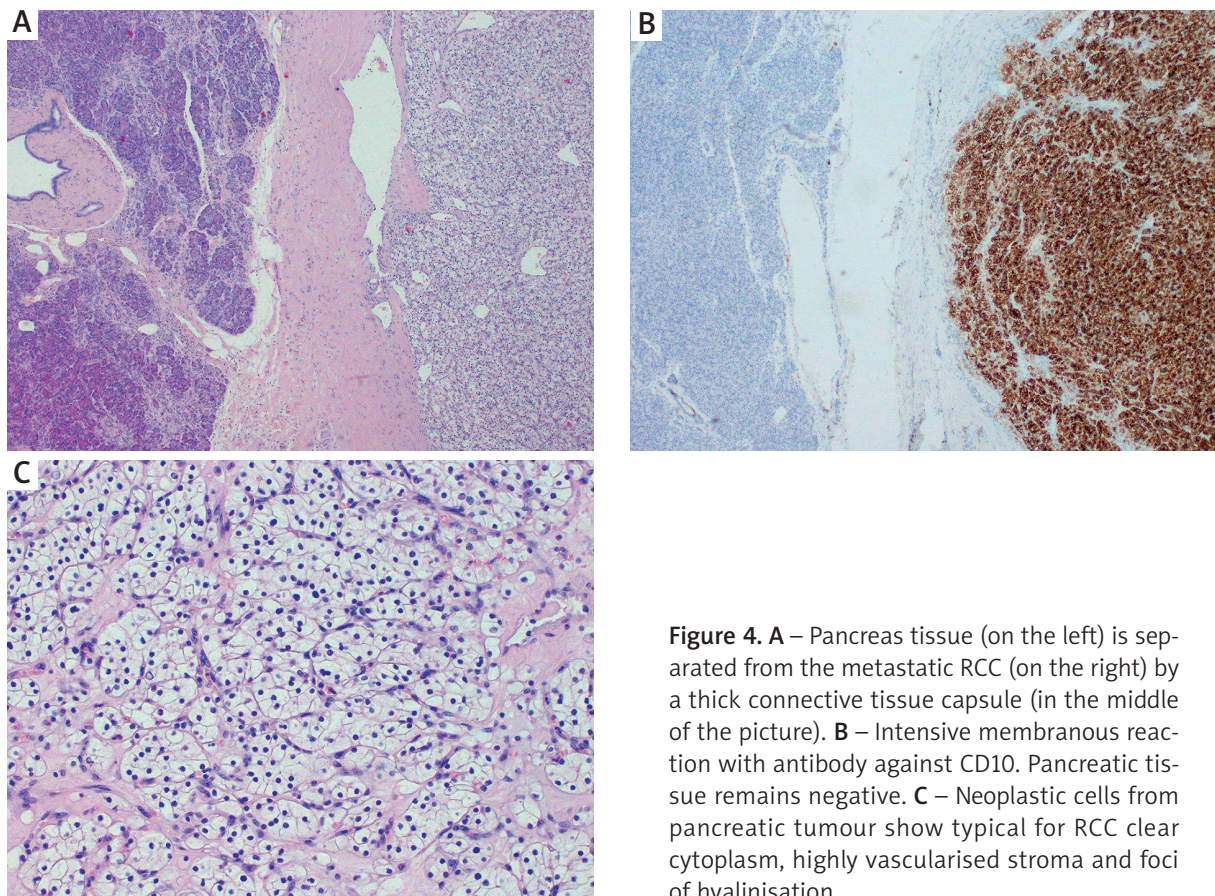 A
B
C
Figure 4. A – Pancreas tissue (on the left) is sep-
arated from the metastatic RCC (on the right) by
a thick connective tissue capsule (in the middle
of the picture). B – Intensive membranous reac-
tion with antibody against CD10. Pancreatic tis-
sue remains negative. C – Neoplastic cells from
pancreatic tumour show typical for RCC clear
cytoplasm, highly vascularised stroma and foci
of hyalinisation